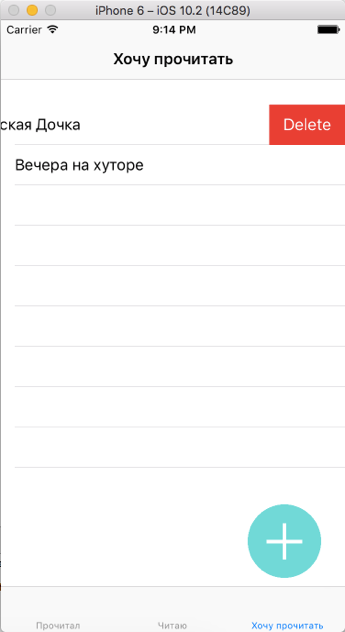 iPhone 6 – iOS 10.2 (14C89)
Carrier 9:14 PM
Хочу прочитать
ская Дочка Delete
Вечера на хуторе
Прочитал Читаю Хочу прочитать